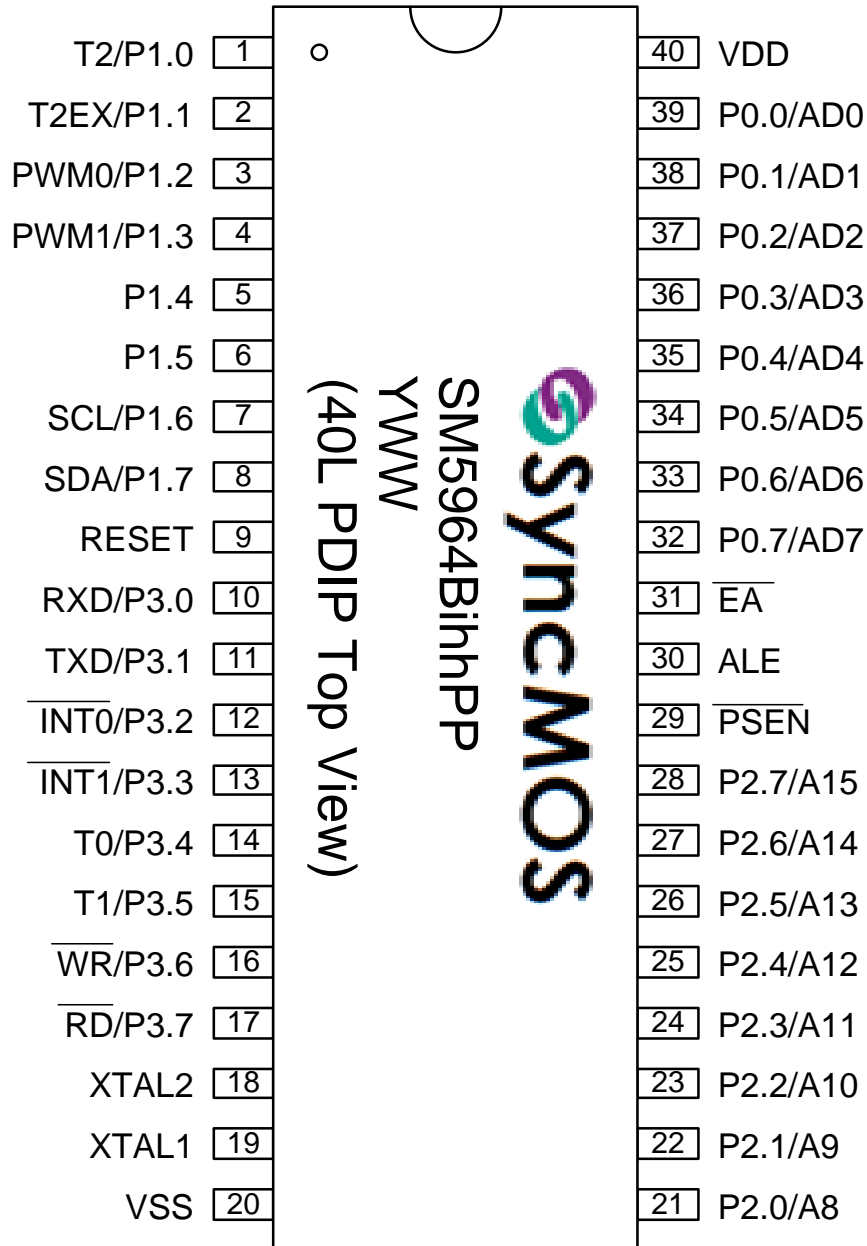 T2/P1.0 1 40 VDD
T2EX/P1.1 2 39 P0.0/AD0
PWM0/P1.2 3 38 P0.1/AD1
PWM1/P1.3 4 37 P0.2/AD2
P1.4 5 36 P0.3/AD3
P1.5 6 35 P0.4/AD4
SCL/P1.6 7 34 P0.5/AD5
SDA/P1.7 8 33 P0.6/AD6
RESET 9 32 P0.7/AD7
RXD/P3.0 10 31 E̅A̅
TXD/P3.1 11 30 ALE
I̅N̅T̅0̅/P3.2 12 29 P̅S̅E̅N̅
I̅N̅T̅1̅/P3.3 13 28 P2.7/A15
T0/P3.4 14 27 P2.6/A14
T1/P3.5 15 26 P2.5/A13
W̅R̅/P3.6 16 25 P2.4/A12
R̅D̅/P3.7 17 24 P2.3/A11
XTAL2 18 23 P2.2/A10
XTAL1 19 22 P2.1/A9
VSS 20 21 P2.0/A8
SyncMOS
SM5964BihhPP
YWW
(40L PDIP Top View)